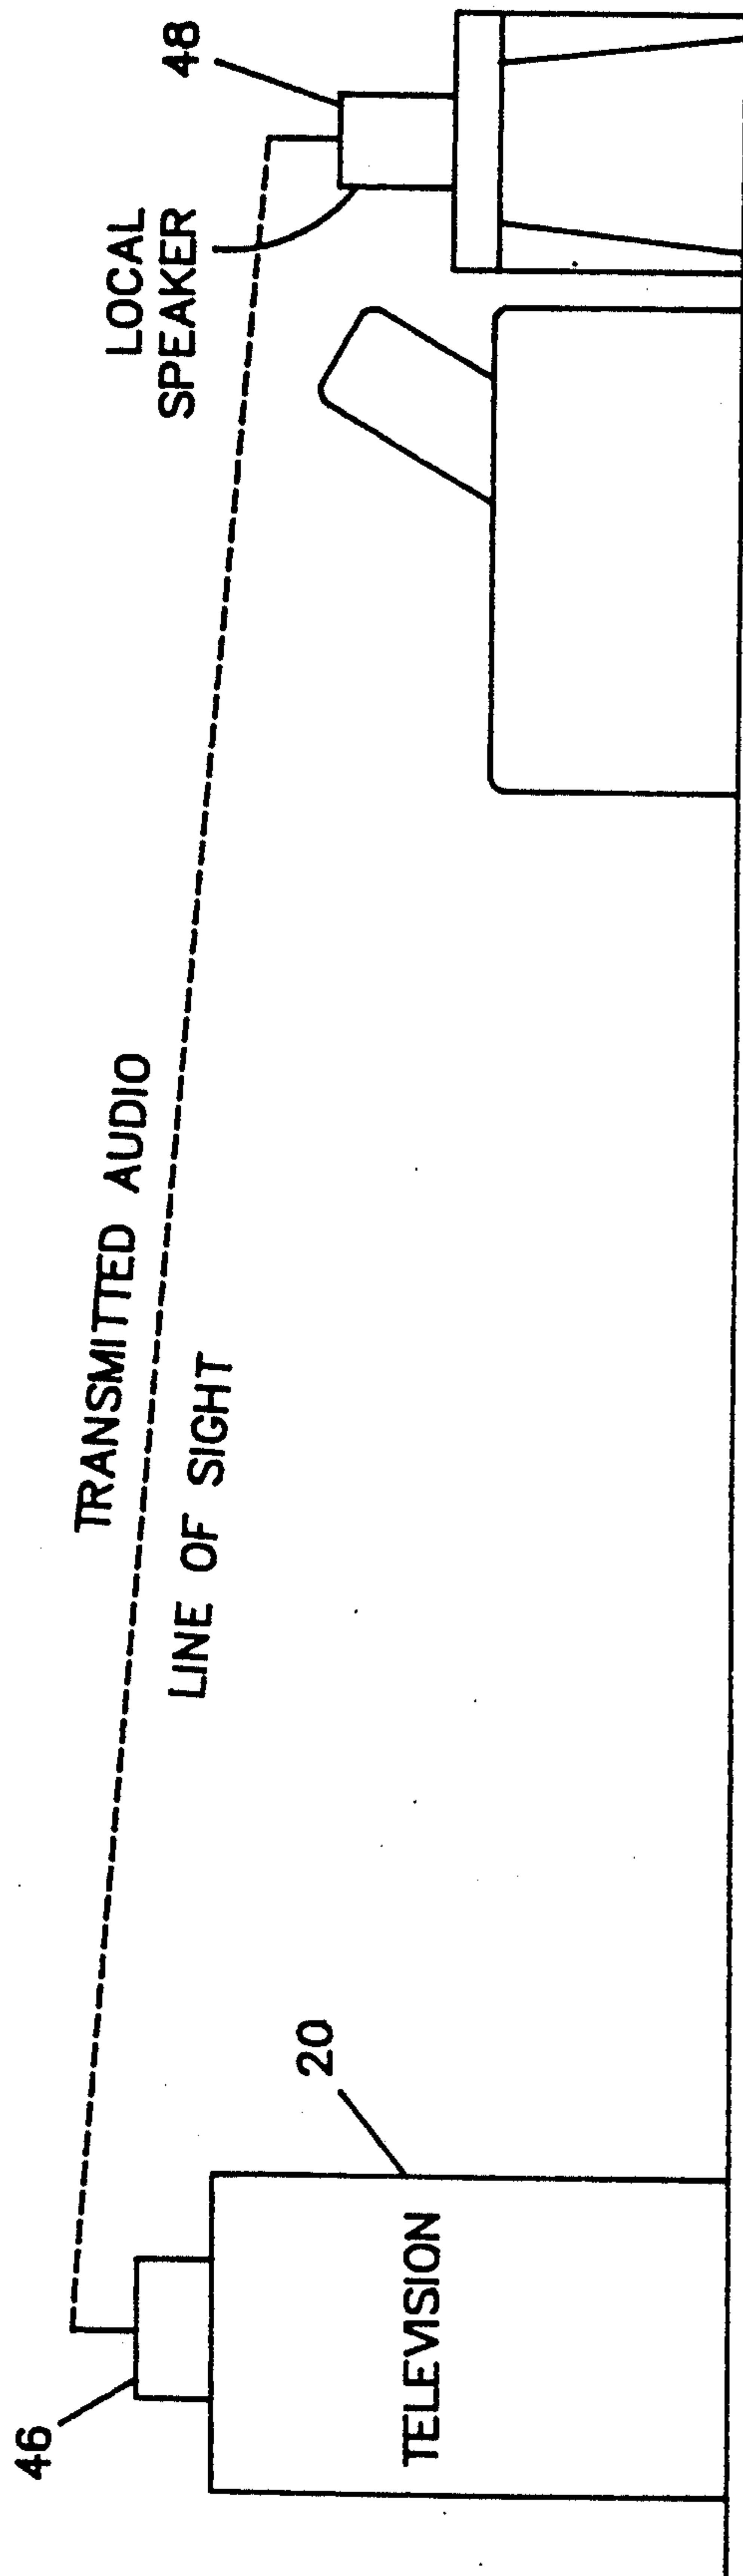 46
TELEVISION
20
TRANSMITTED AUDIO
LINE OF SIGHT
LOCAL
SPEAKER
48